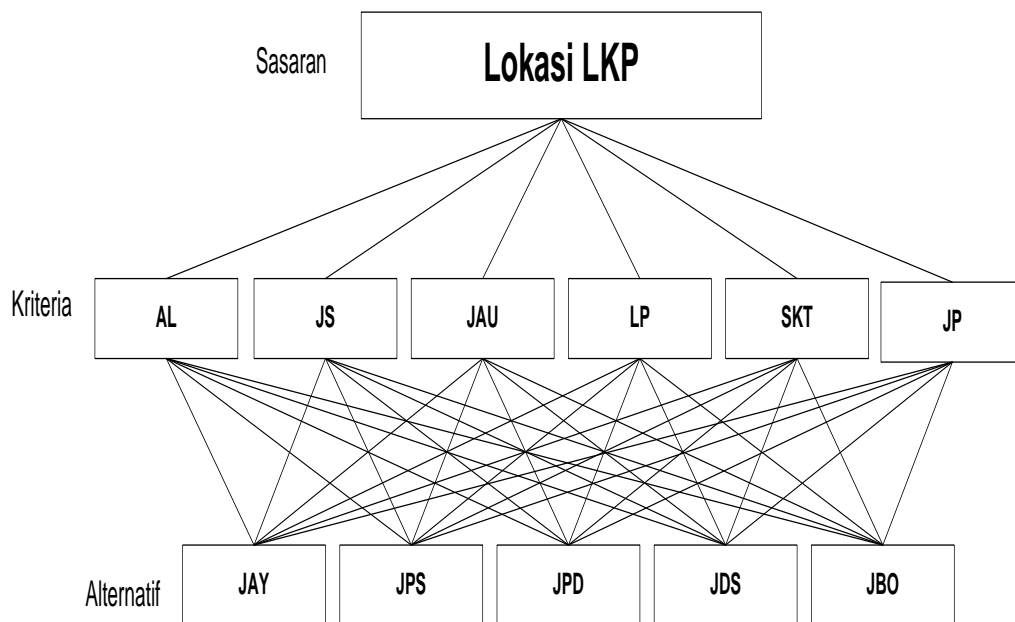 Sasaran
Lokasi LKP
Kriteria
AL
JS
JAU
LP
SKT
JP
Alternatif
JAY
JPS
JPD
JDS
JBO